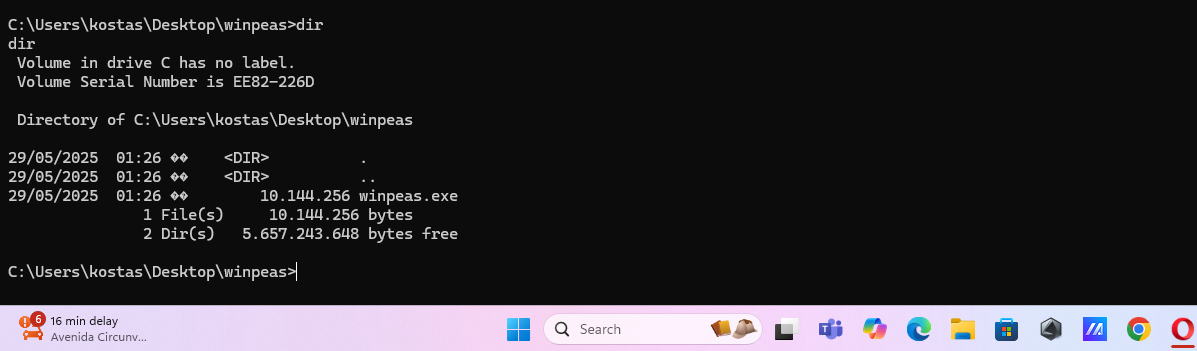 C:\Users\kostas\Desktop\winpeas>dir
dir
 Volume in drive C has no label.
 Volume Serial Number is EE82-226D

 Directory of C:\Users\kostas\Desktop\winpeas

29/05/2025  01:26 ��    <DIR>          .
29/05/2025  01:26 ��    <DIR>          ..
29/05/2025  01:26 ��        10.144.256 winpeas.exe
               1 File(s)     10.144.256 bytes
               2 Dir(s)   5.657.243.648 bytes free

C:\Users\kostas\Desktop\winpeas>
6
16 min delay
Avenida Circunv...
Search